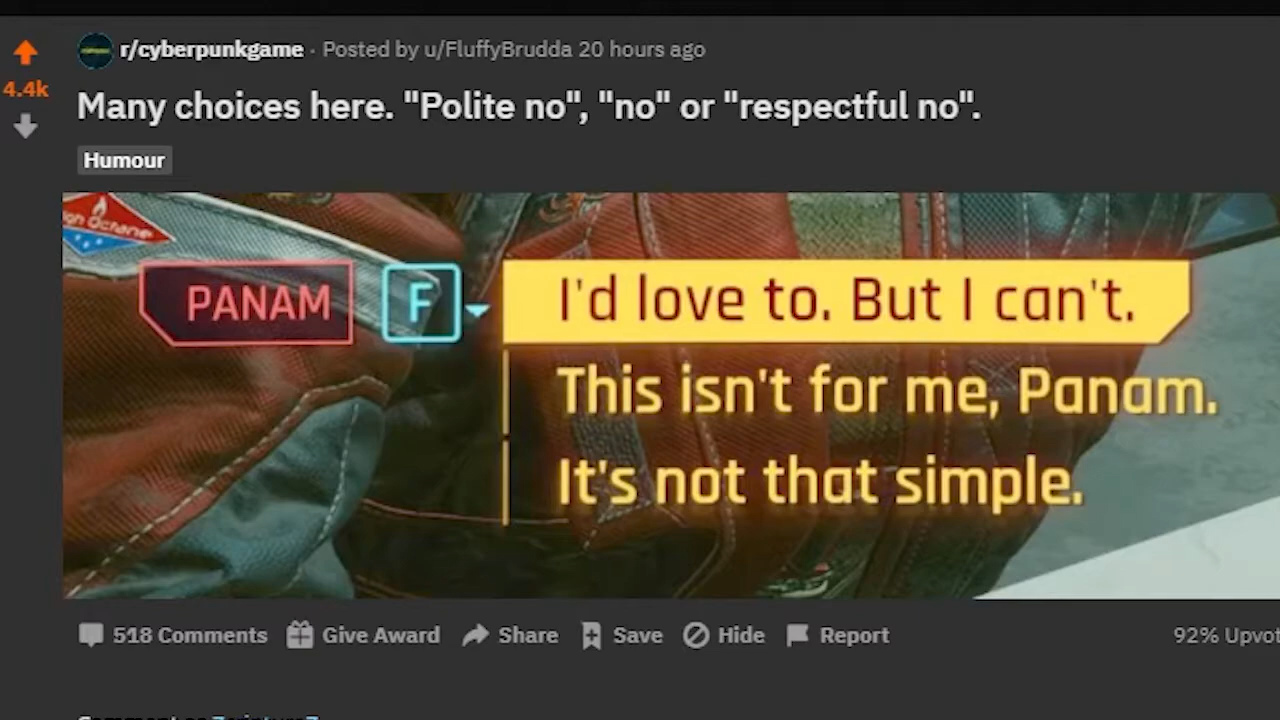 r/cyberpunkgame · Posted by u/FluffyBrudda 20 hours ago
4.4k
Many choices here. "Polite no", "no" or "respectful no".
Humour
Octane
PANAM F I'd love to. But I can't.
This isn't for me, Panam.
It's not that simple.
518 Comments Give Award Share Save Hide Report 92% Upvot